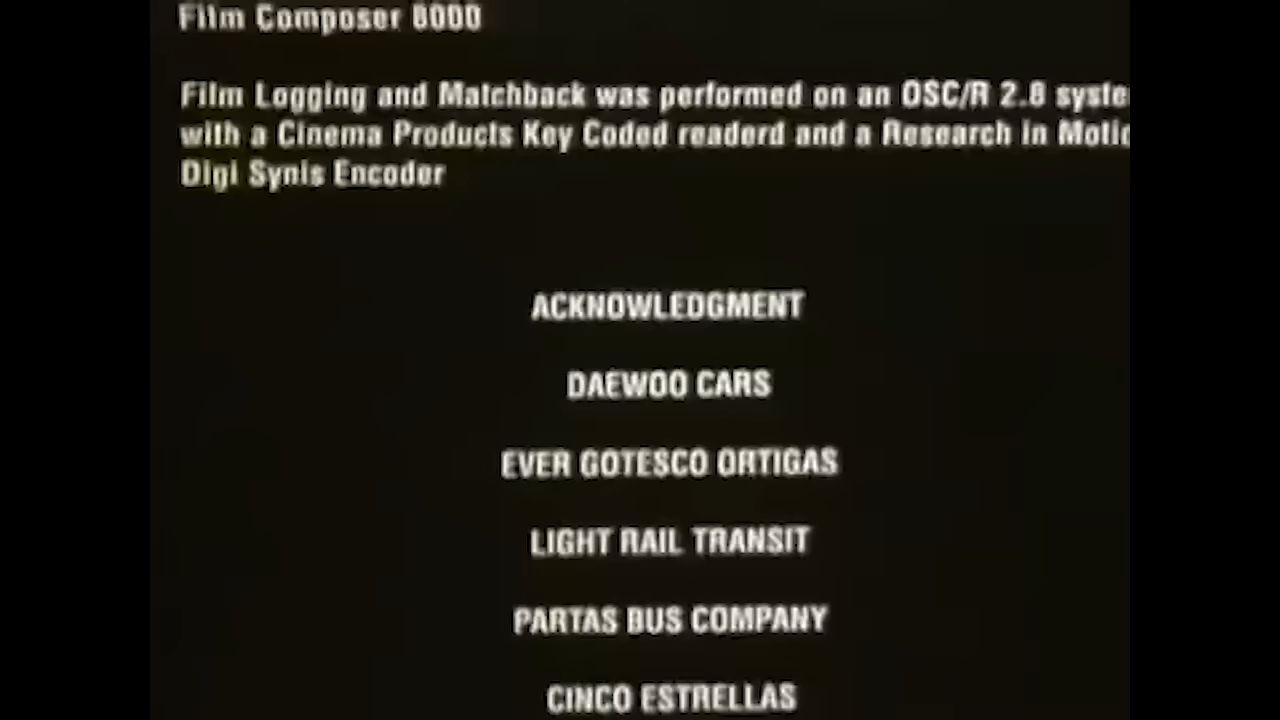 Film Composer 8000
Film Logging and Matchback was performed on an OSC/R 2.8 syste
with a Cinema Products Key Coded readerd and a Research in Motio
Digi Synis Encoder
ACKNOWLEDGMENT
DAEWOO CARS
EVER GOTESCO ORTIGAS
LIGHT RAIL TRANSIT
PARTAS BUS COMPANY
CINCO ESTRELLAS